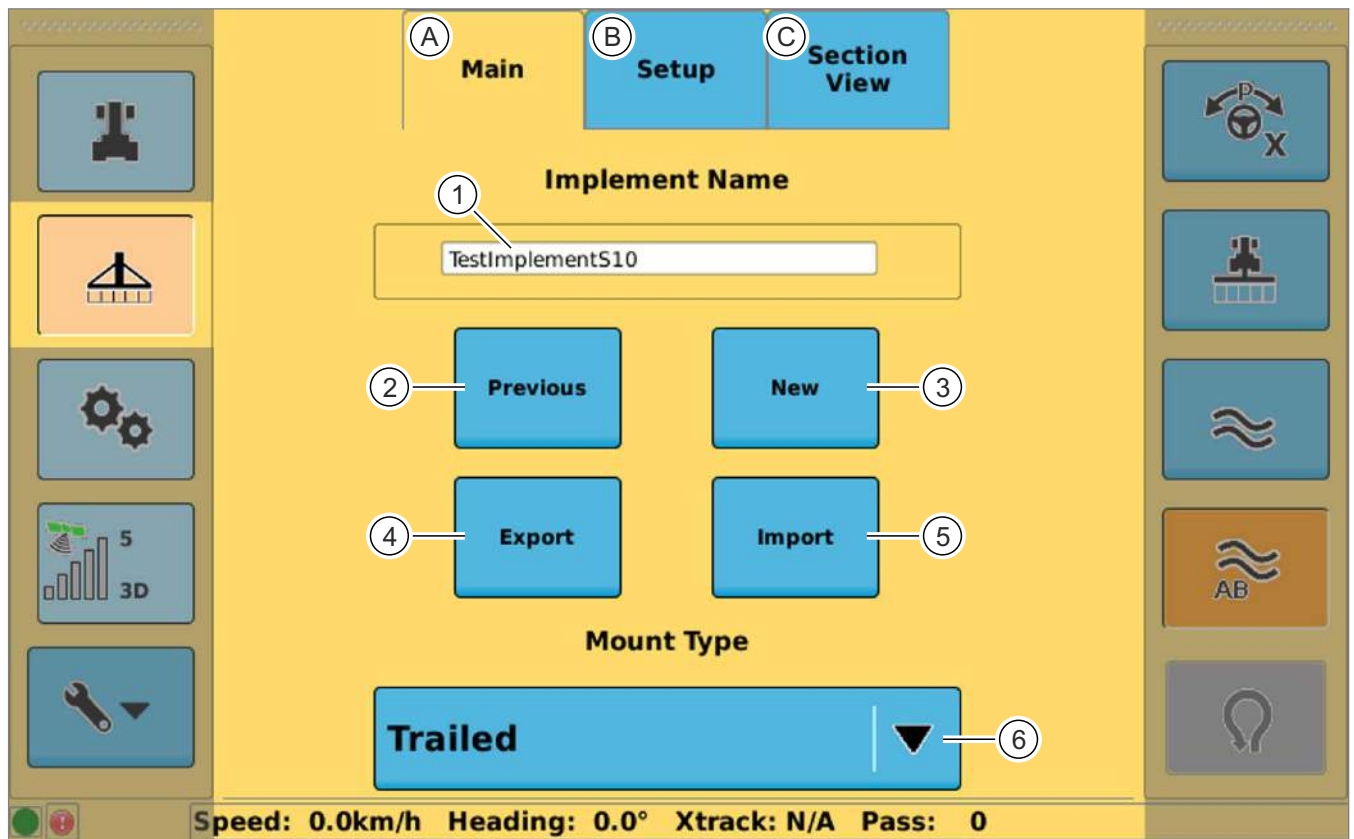 A
Main
B
Setup
C
Section
View
P
X
Implement Name
1
TestImplementS10
2
Previous
New
3
4
Export
Import
5
5
3D
AB
Mount Type
Trailed
6
Speed: 0.0km/h Heading: 0.0° Xtrack: N/A Pass: 0